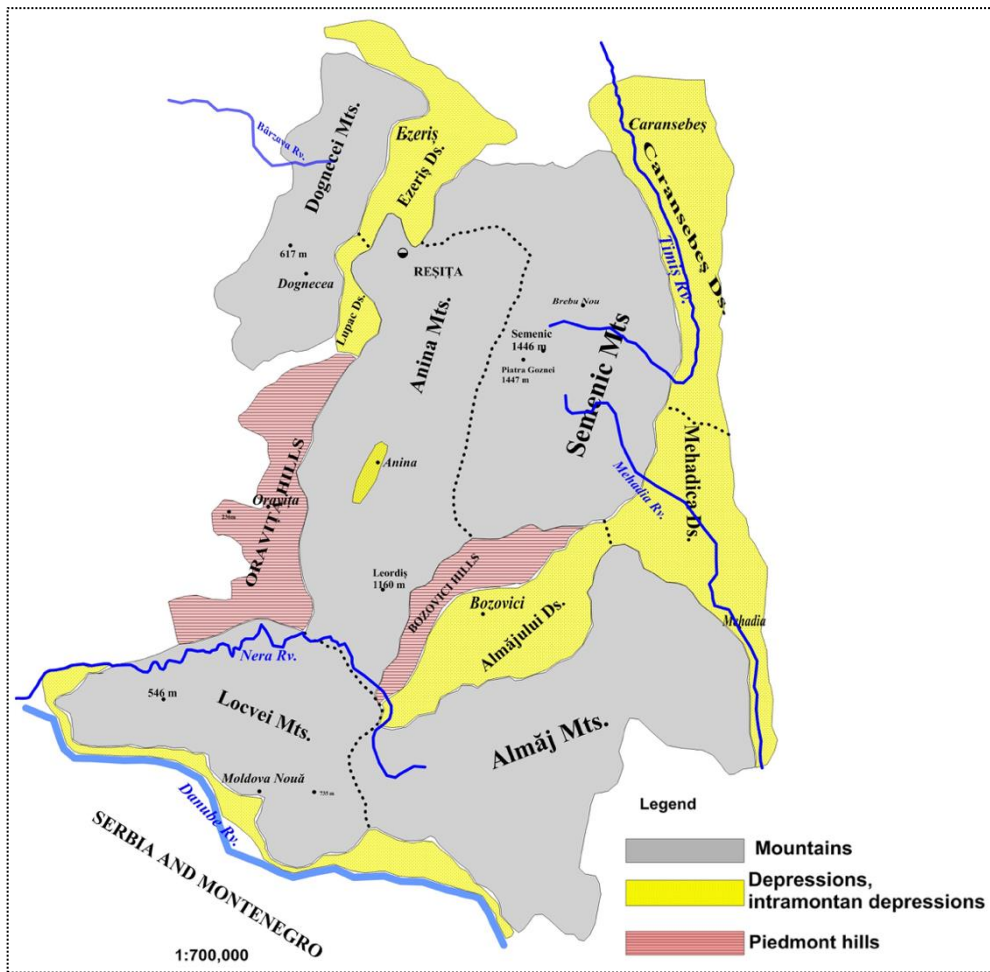 Caransebeş
Bârzava Rv.
Dognecei Mts.
Ezeriş
Ezeriş Ds.
Caransebeş Ds.
617 m
Dognecea
REŞIŢA
Timiş Rv.
Lupac Ds.
Anina Mts.
Brebu Nou
Semenic
1446 m
Piatra Goznei
1447 m
Semenic Mts
Anina
Mehadica Ds.
Mehadia Rv.
Oraviţa
ORAVIŢA HILLS
Leordiş
1160 m
BOZOVICI HILLS
Bozovici
Almăjului Ds.
Mehadia
Nera Rv.
546 m
Locvei Mts.
Almăj Mts.
Moldova Nouă
Danube Rv.
SERBIA AND MONTENEGRO
1:700,000
Legend
Mountains
Depressions,
intramontan depressions
Piedmont hills